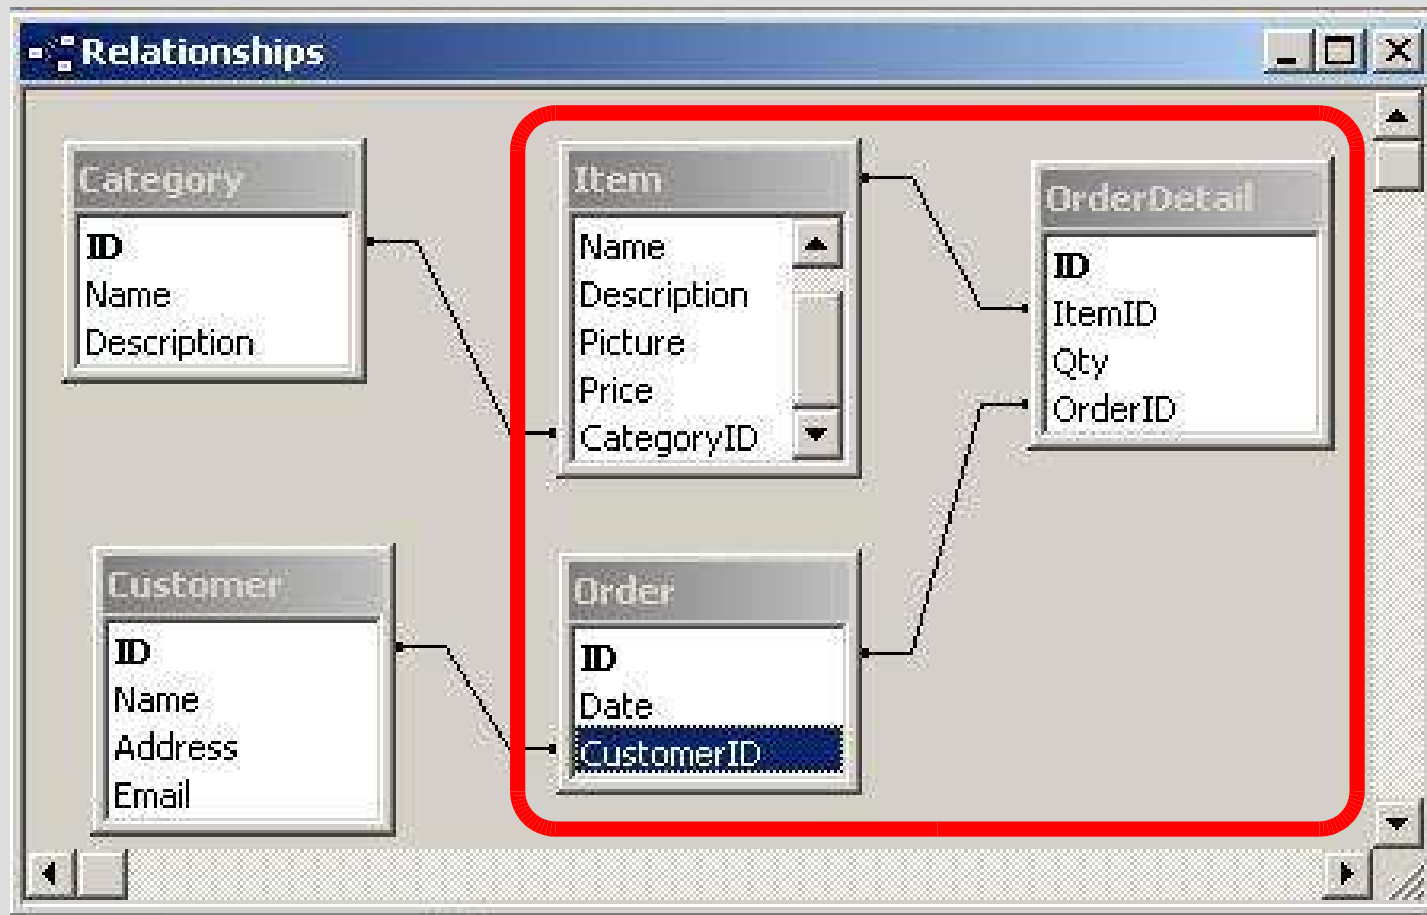 Relationships
Category
ID
Name
Description
Item
Name
Description
Picture
Price
CategoryID
OrderDetail
ID
ItemID
Qty
OrderID
Customer
ID
Name
Address
Email
Order
ID
Date
CustomerID